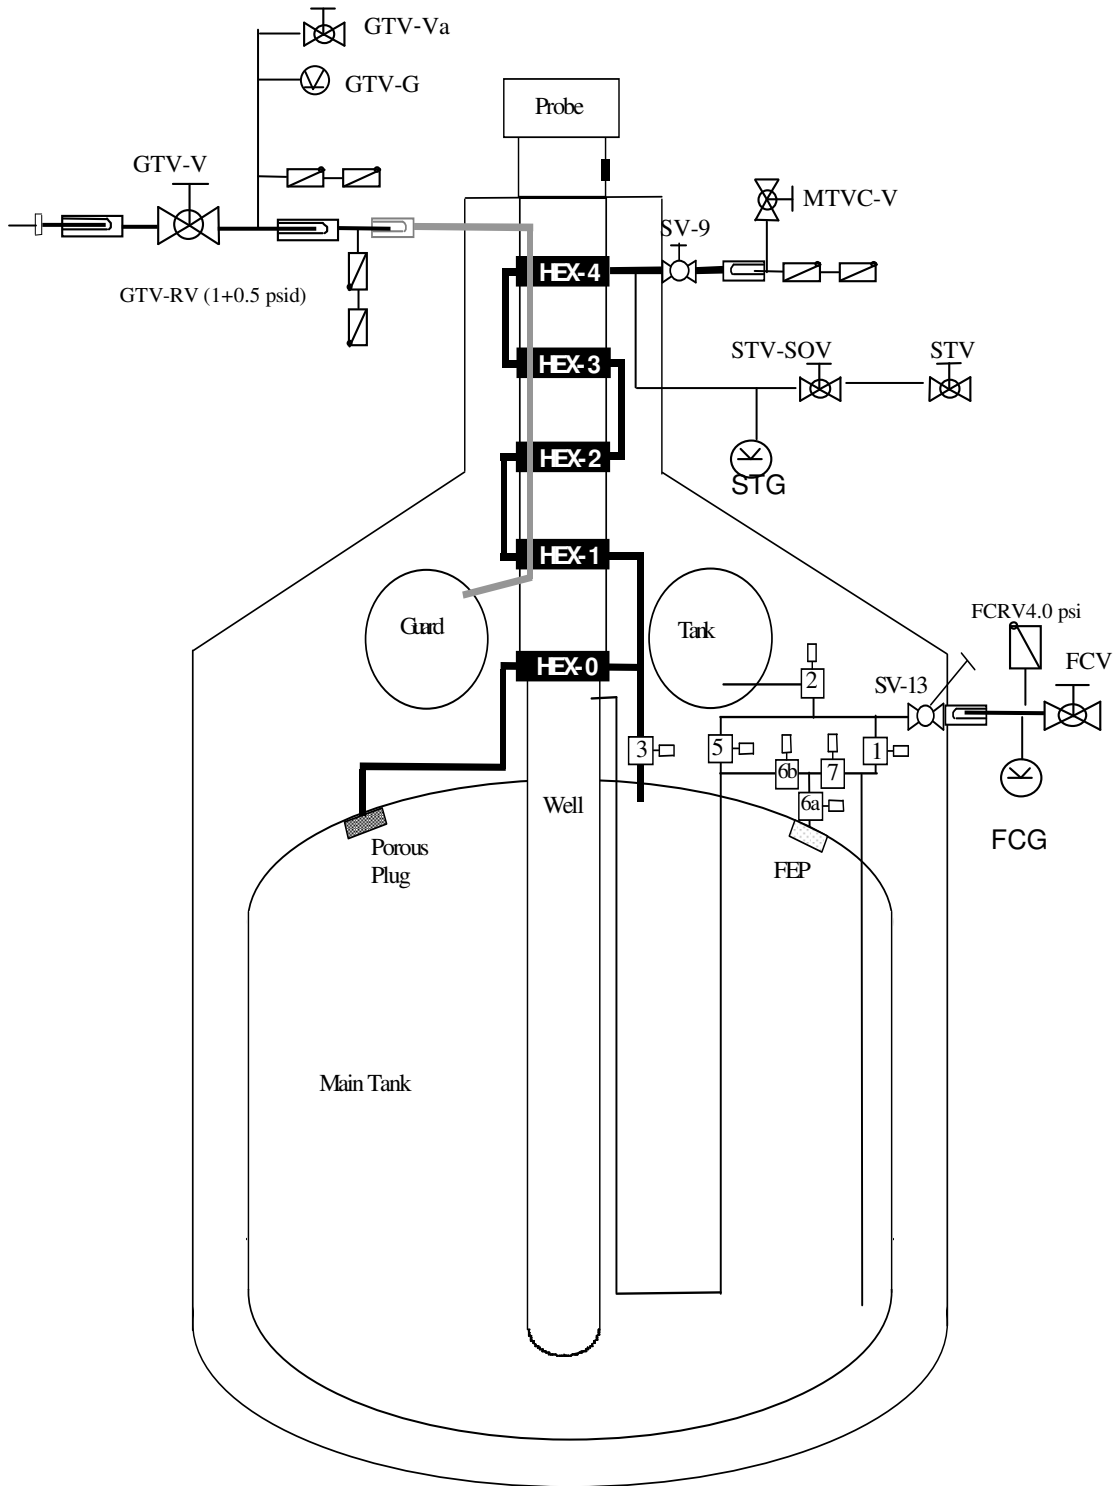 GTV-Va
GTV-G
Probe
GTV-V
MTVC-V
SV-9
HEX-4
GTV-RV (1+0.5 psid)
STV-SOV
STV
HEX-3
HEX-2
STG
HEX-1
Guard
Tank
FCRV4.0 psi
FCV
HEX-0
2
SV-13
3
5
6b
7
1
6a
Well
FCG
Porous
Plug
FEP
Main Tank